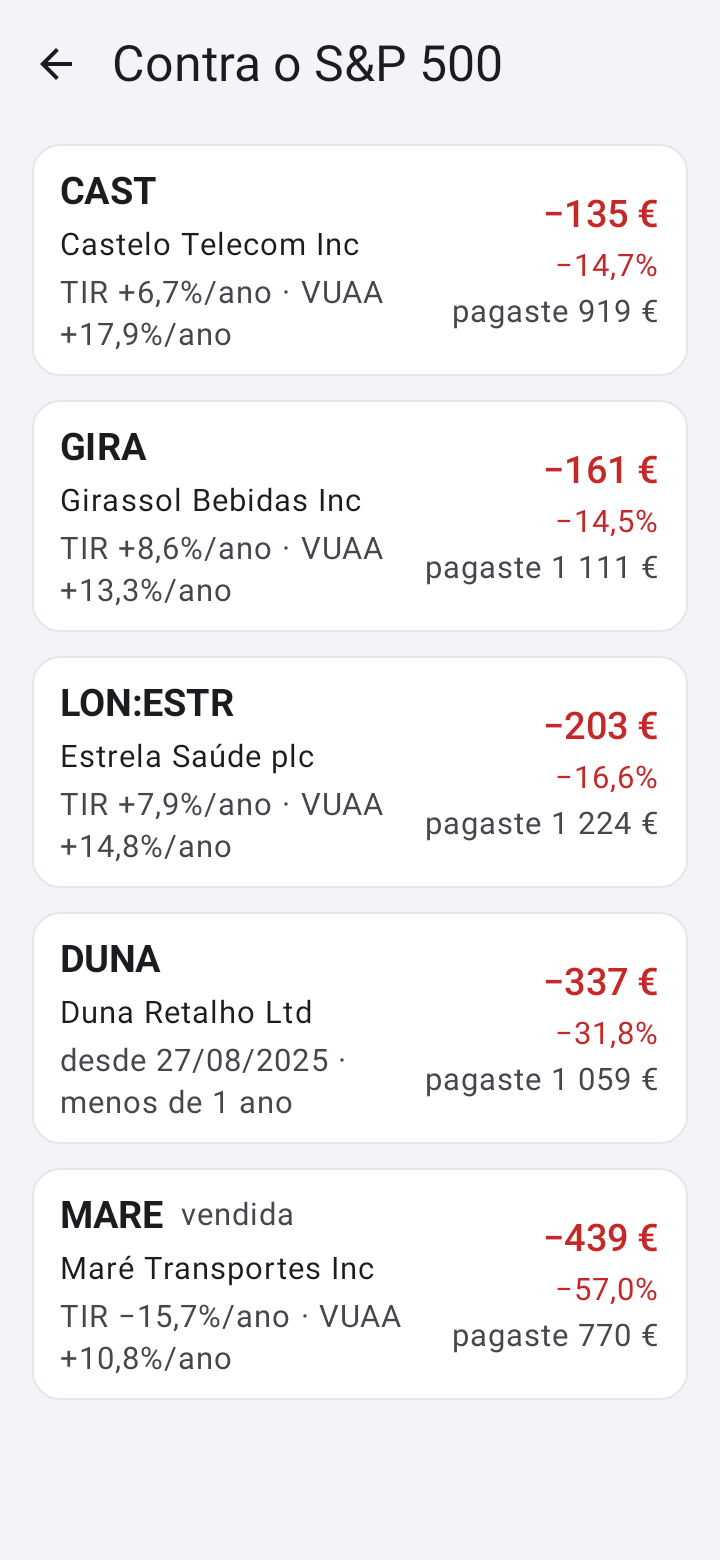 Contra o S&P 500
CAST
Castelo Telecom Inc
TIR +6,7%/ano · VUAA
+17,9%/ano
−135 €
−14,7%
pagaste 919 €
GIRA
Girassol Bebidas Inc
TIR +8,6%/ano · VUAA
+13,3%/ano
−161 €
−14,5%
pagaste 1 111 €
LON:ESTR
Estrela Saúde plc
TIR +7,9%/ano · VUAA
+14,8%/ano
−203 €
−16,6%
pagaste 1 224 €
DUNA
Duna Retalho Ltd
desde 27/08/2025 ·
menos de 1 ano
−337 €
−31,8%
pagaste 1 059 €
MARE vendida
Maré Transportes Inc
TIR −15,7%/ano · VUAA
+10,8%/ano
−439 €
−57,0%
pagaste 770 €